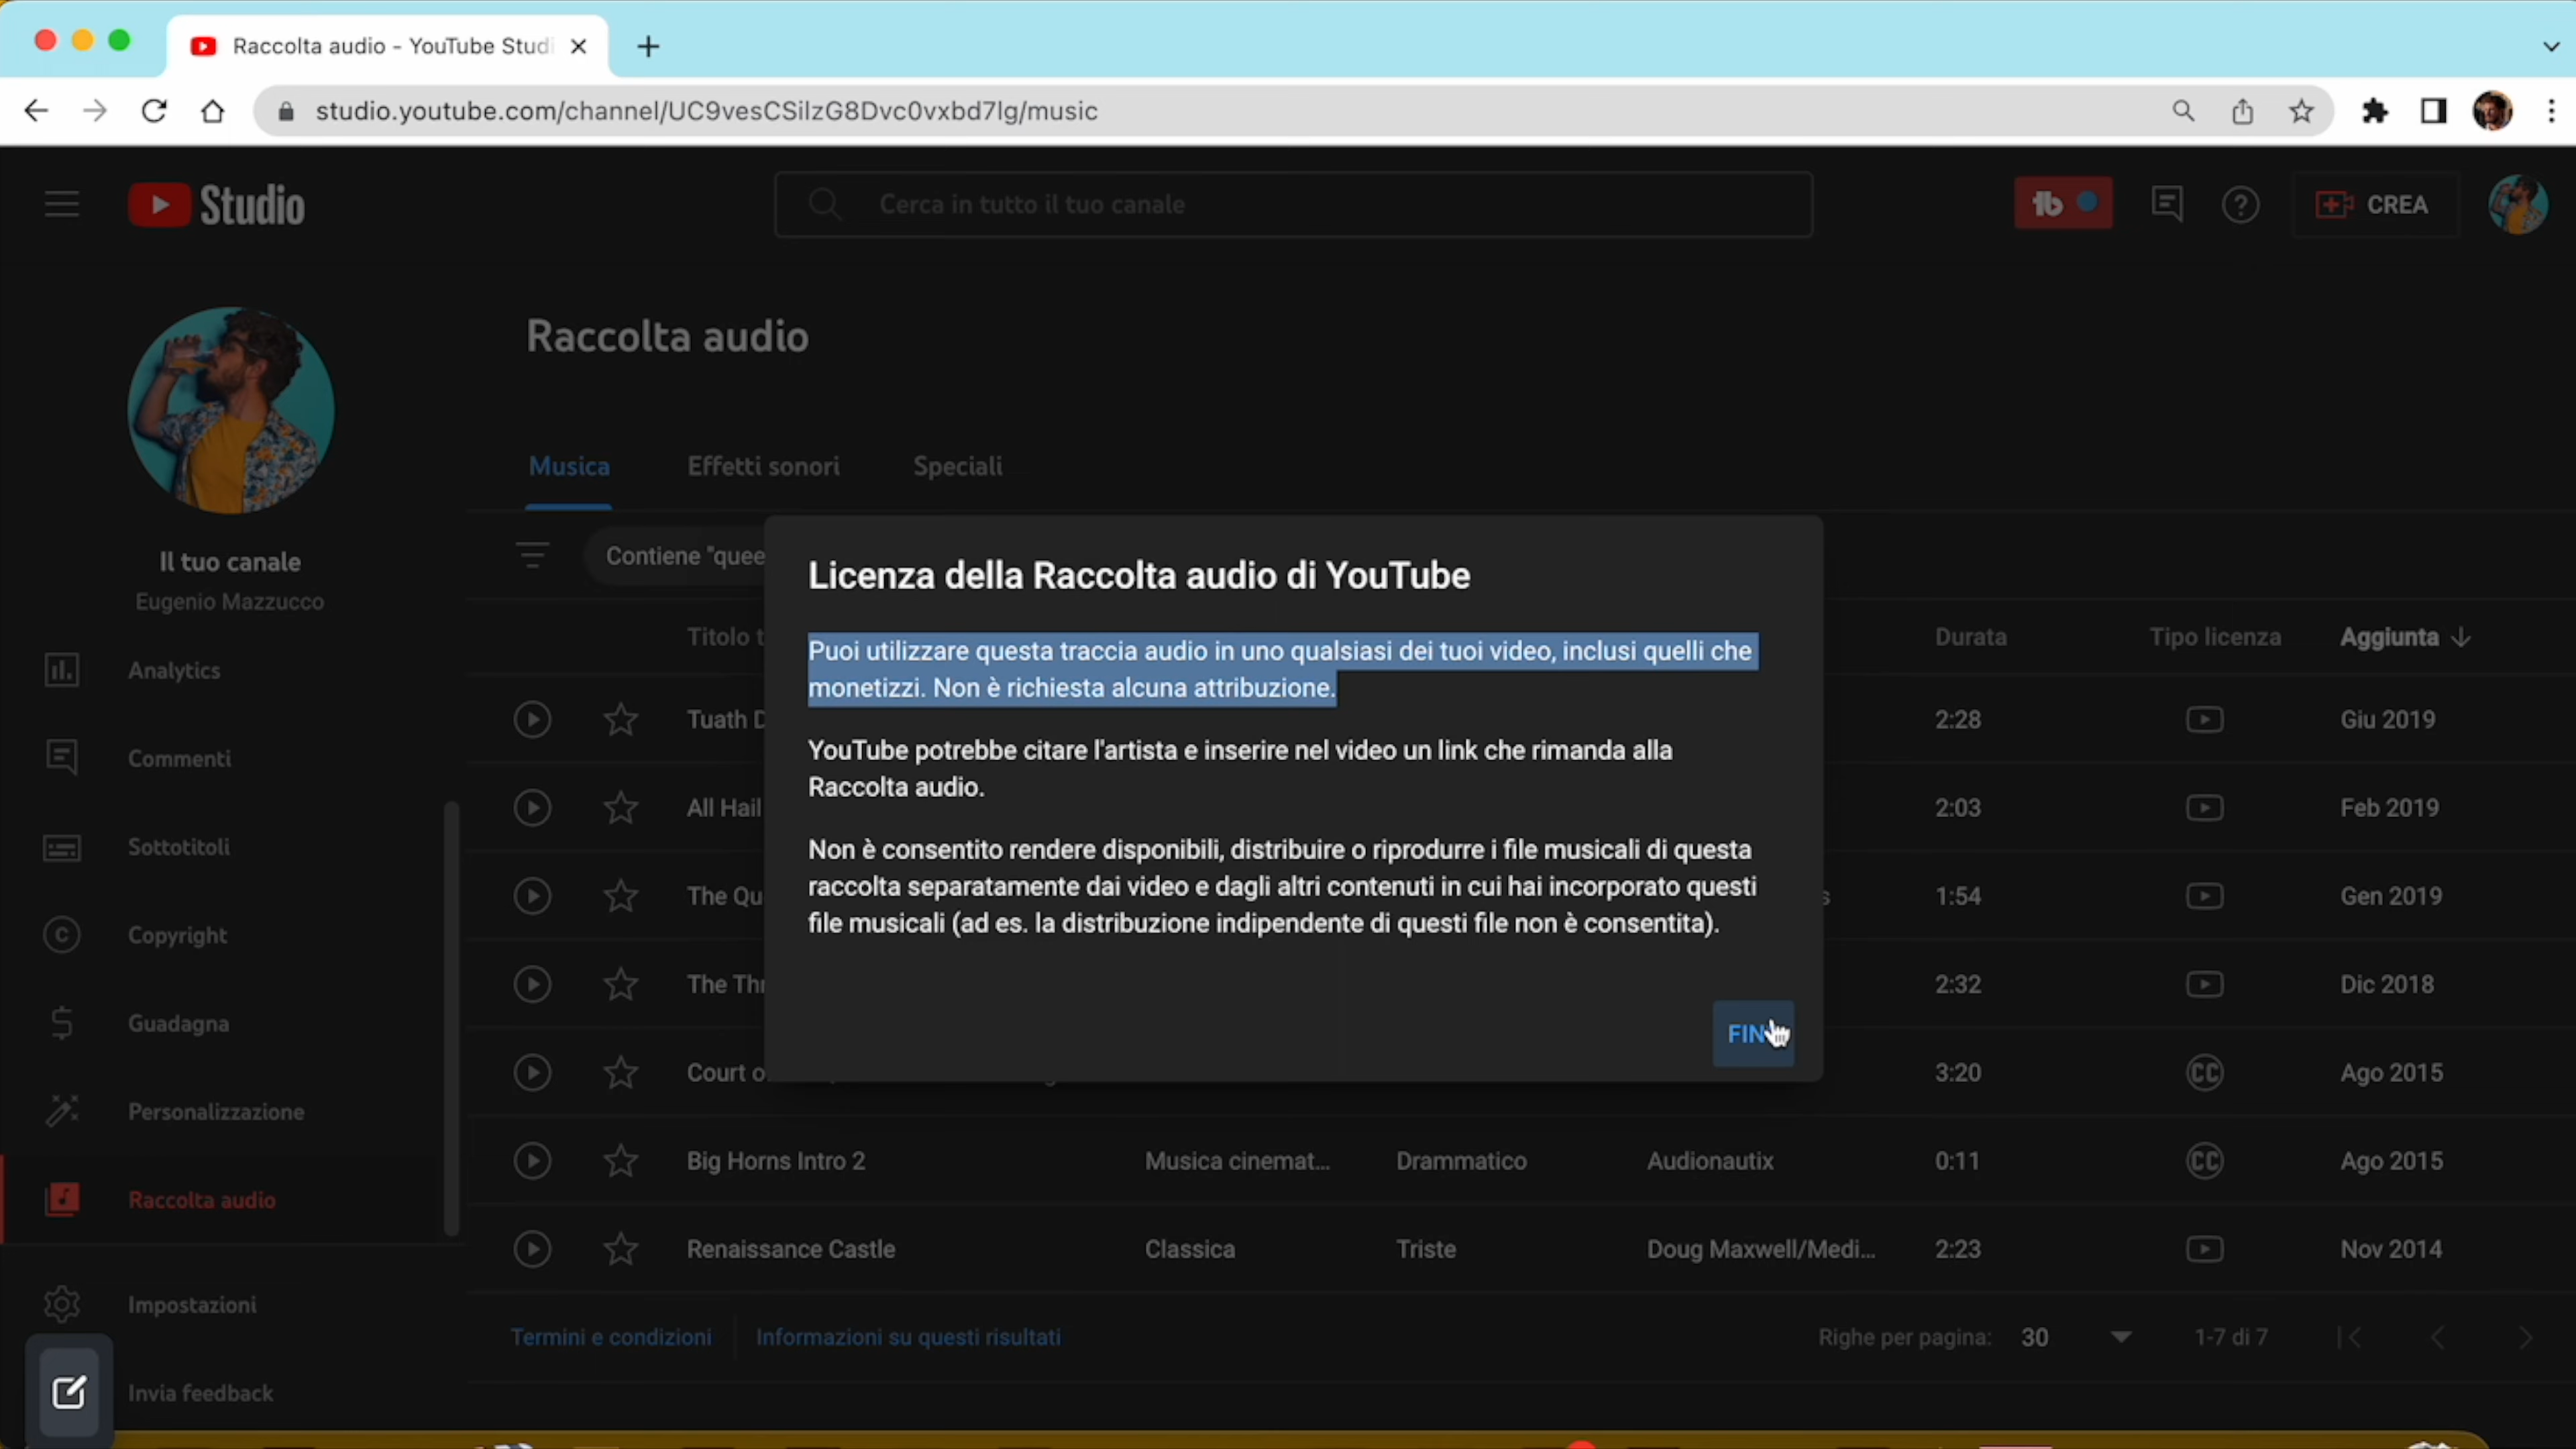 Raccolta audio - YouTube Studi
studio.youtube.com/channel/UC9vesCSilzG8Dvc0vxbd7lg/music
Studio
Cerca in tutto il tuo canale
tb
CREA
Raccolta audio
Musica
Effetti sonori
Speciali
Il tuo canale
Eugenio Mazzucco
Contiene "quee
Licenza della Raccolta audio di YouTube
Puoi utilizzare questa traccia audio in uno qualsiasi dei tuoi video, inclusi quelli che
monetizzi. Non è richiesta alcuna attribuzione.
YouTube potrebbe citare l'artista e inserire nel video un link che rimanda alla
Raccolta audio.
Non è consentito rendere disponibili, distribuire o riprodurre i file musicali di questa
raccolta separatamente dai video e dagli altri contenuti in cui hai incorporato questi
file musicali (ad es. la distribuzione indipendente di questi file non è consentita).
FIN
Titolo t
Durata
Tipo licenza
Aggiunta
Analytics
Commenti
Sottotitoli
Copyright
Guadagna
Personalizzazione
Raccolta audio
Impostazioni
Invia feedback
Tuath D
2:28
Giu 2019
All Hail
2:03
Feb 2019
The Qu
s
1:54
Gen 2019
The Thr
2:32
Dic 2018
Court o
3:20
CC
Ago 2015
Big Horns Intro 2
Musica cinemat...
Drammatico
Audionautix
0:11
CC
Ago 2015
Renaissance Castle
Classica
Triste
Doug Maxwell/Medi...
2:23
Nov 2014
Termini e condizioni
Informazioni su questi risultati
Righe per pagina:
30
1-7 di 7